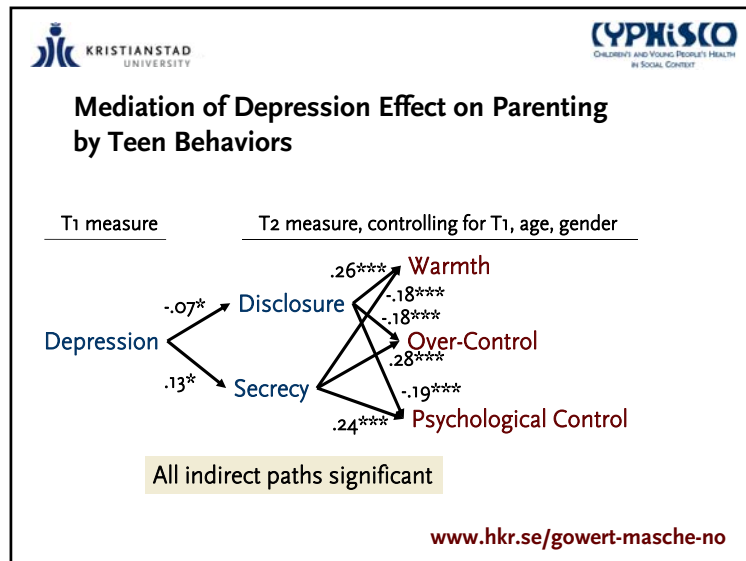 KRISTIANSTAD
UNIVERSITY
CYPHiSCO
CHILDREN'S AND YOUNG PEOPLE'S HEALTH
IN SOCIAL CONTEXT
Mediation of Depression Effect on Parenting
by Teen Behaviors
T1 measure
T2 measure, controlling for T1, age, gender
.26***
Warmth
-.18***
-.07*
Disclosure
-.18***
Depression
Over-Control
.28***
.13*
Secrecy
-.19***
.24***
Psychological Control
All indirect paths significant
www.hkr.se/gowert-masche-no